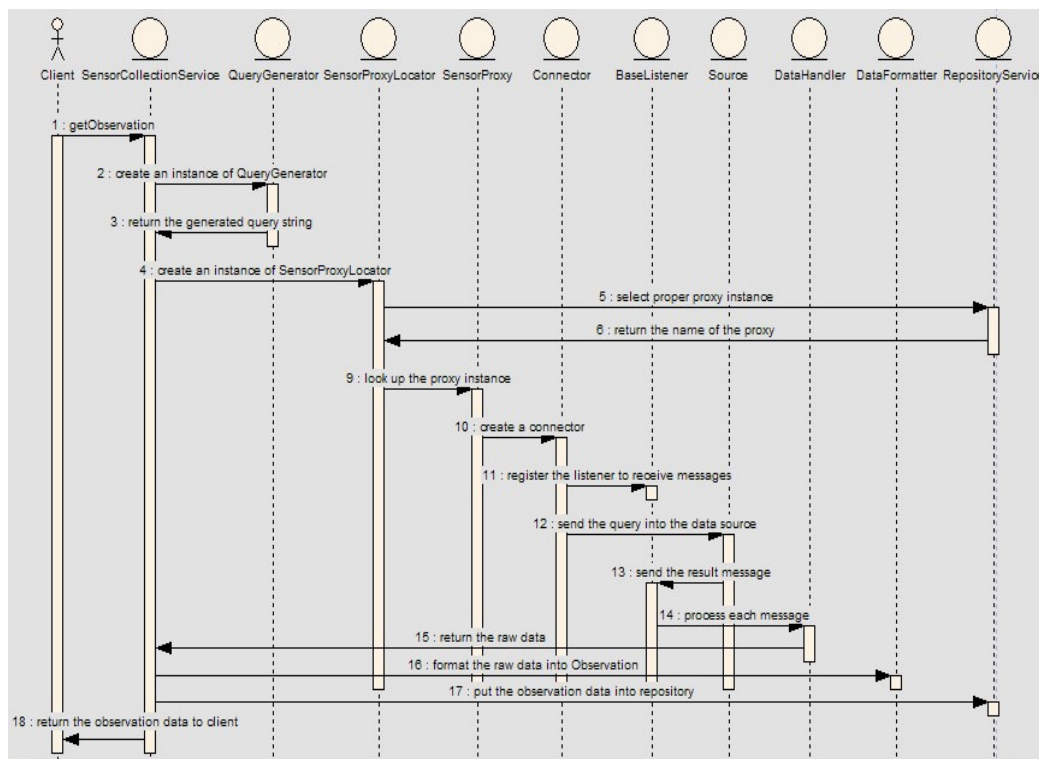 Client SensorCollectionService QueryGenerator SensorProxyLocator SensorProxy Connector BaseListener Source DataHandler DataFormatter RepositoryService
1 : getObservation
2 : create an instance of QueryGenerator
3 : return the generated query string
4 : create an instance of SensorProxyLocator
5 : select proper proxy instance
6 : return the name of the proxy
9 : look up the proxy instance
10 : create a connector
11 : register the listener to receive messages
12 : send the query into the data source
13 : send the result message
14 : process each message
15 : return the raw data
16 : format the raw data into Observation
17 : put the observation data into repository
18 : return the observation data to client